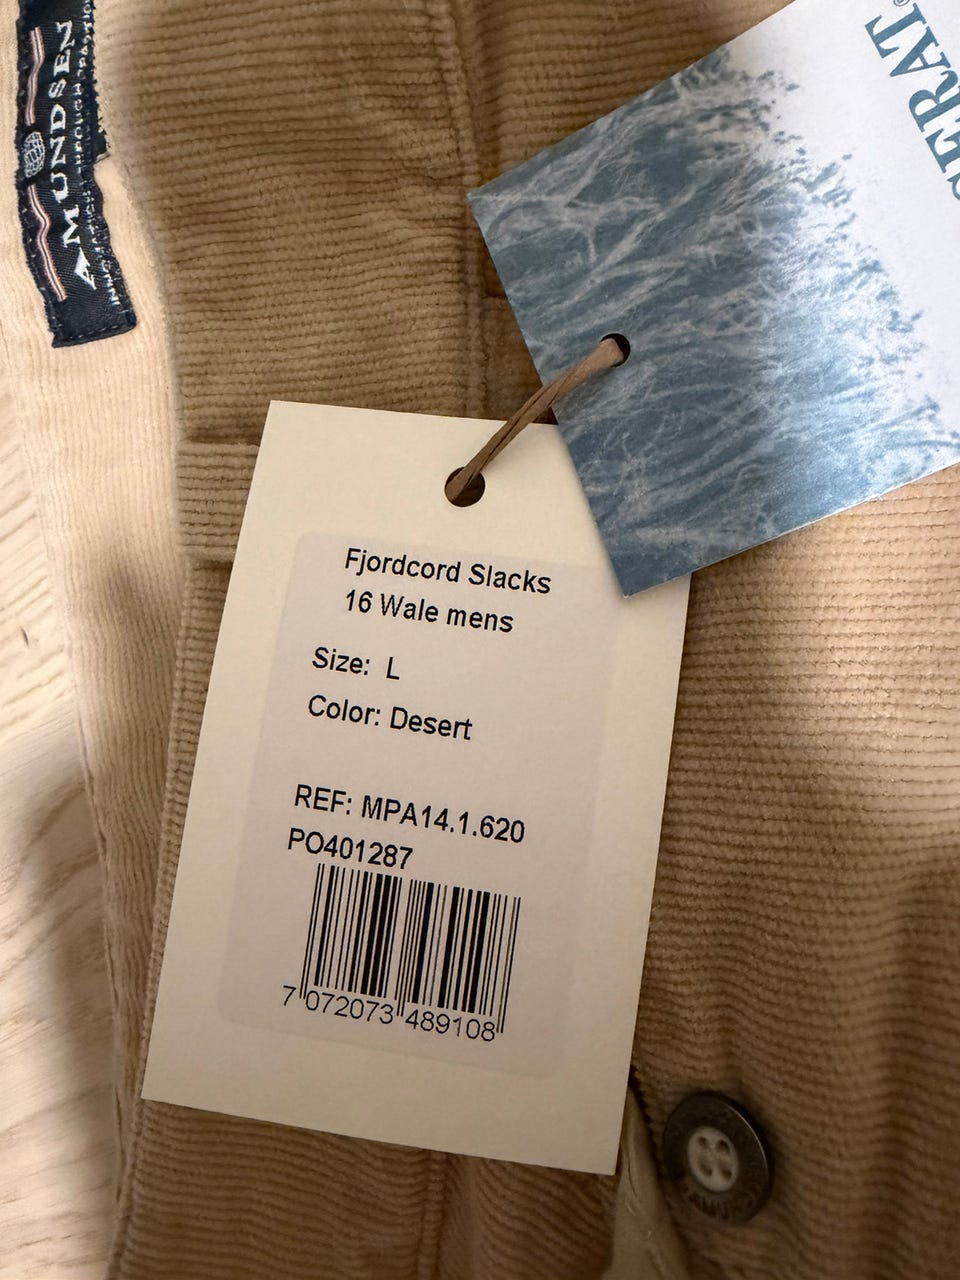 AMUNDSEN
Fjordcord Slacks
16 Wale mens
Size: L
Color: Desert
REF: MPA14.1.620
PO401287
7 072073 489108